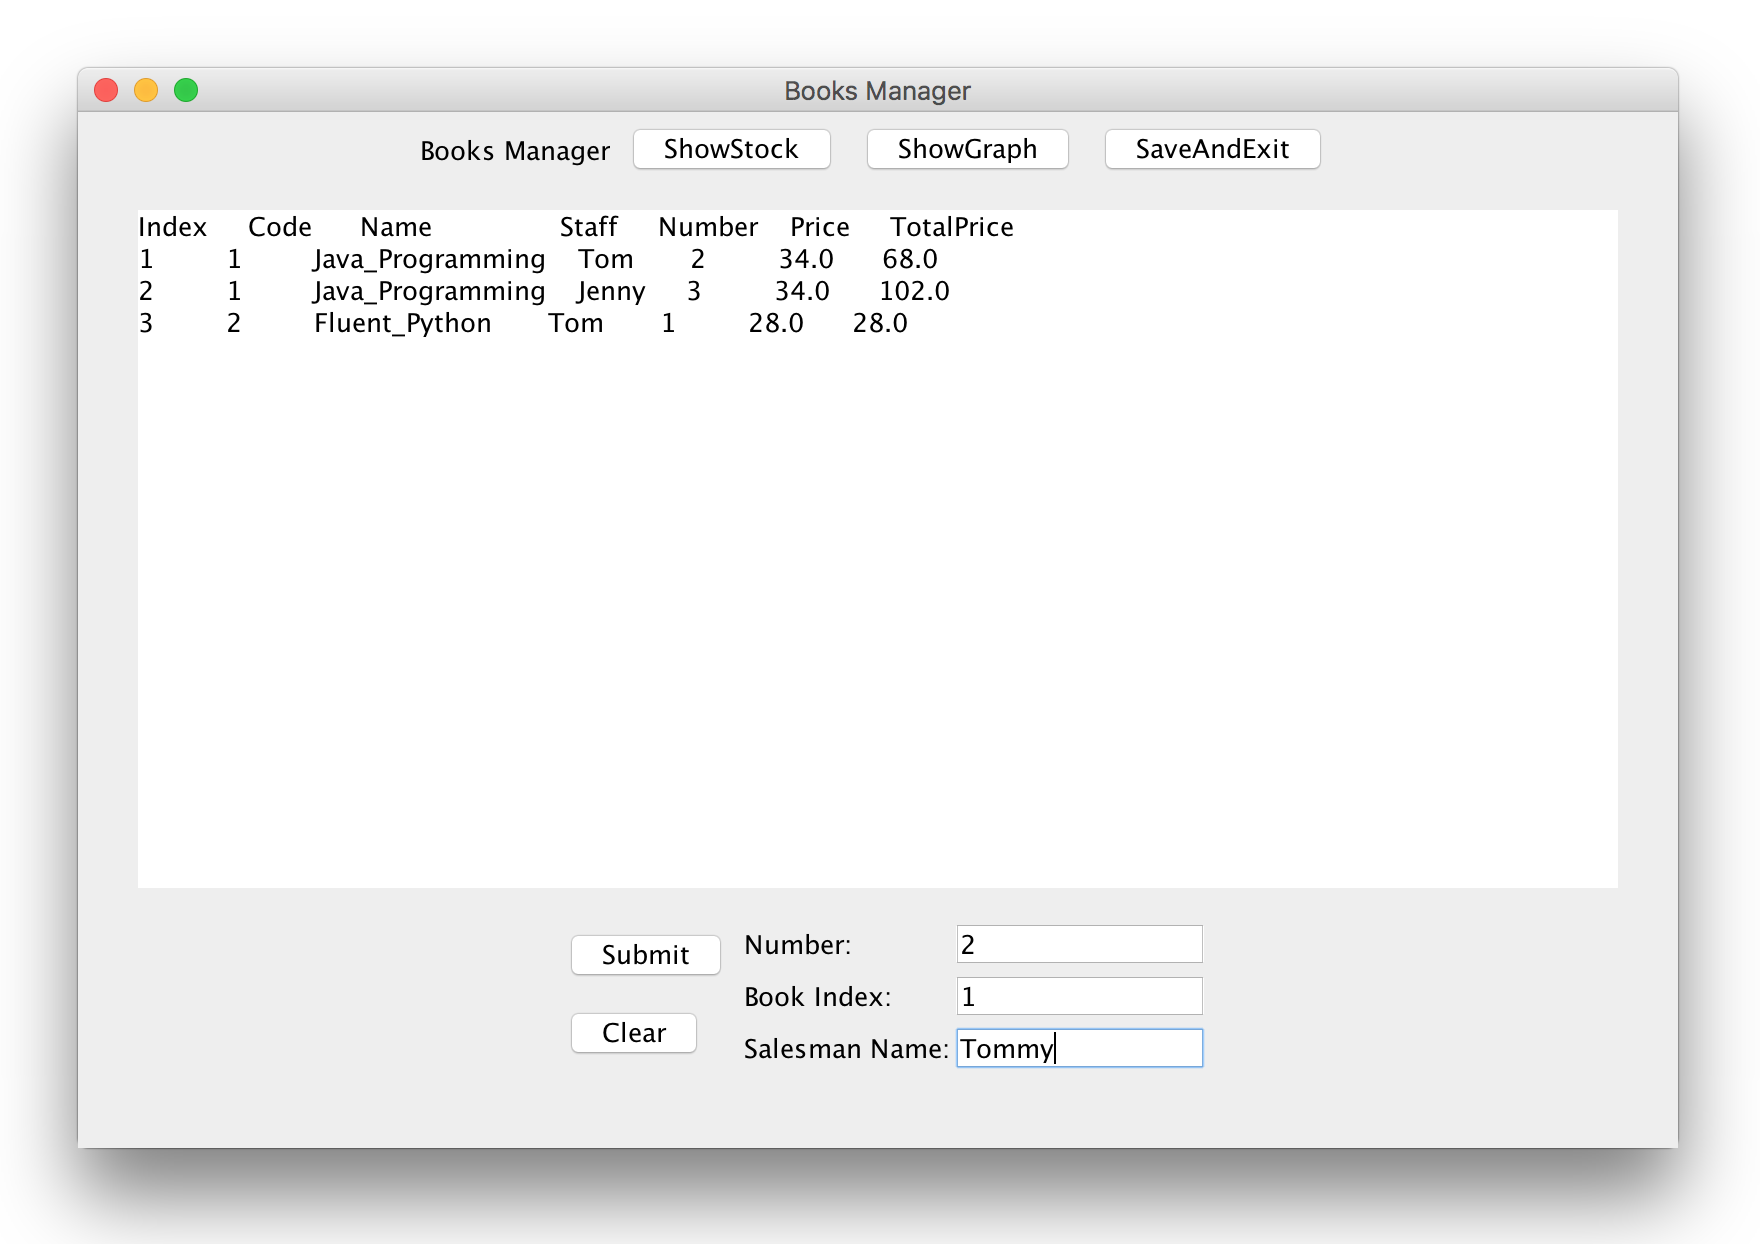 Books Manager
Books Manager ShowStock ShowGraph SaveAndExit
Index Code Name Staff Number Price TotalPrice
1 1 Java_Programming Tom 2 34.0 68.0
2 1 Java_Programming Jenny 3 34.0 102.0
3 2 Fluent_Python Tom 1 28.0 28.0
Submit Number: 2
Book Index: 1
Clear Salesman Name: Tommy